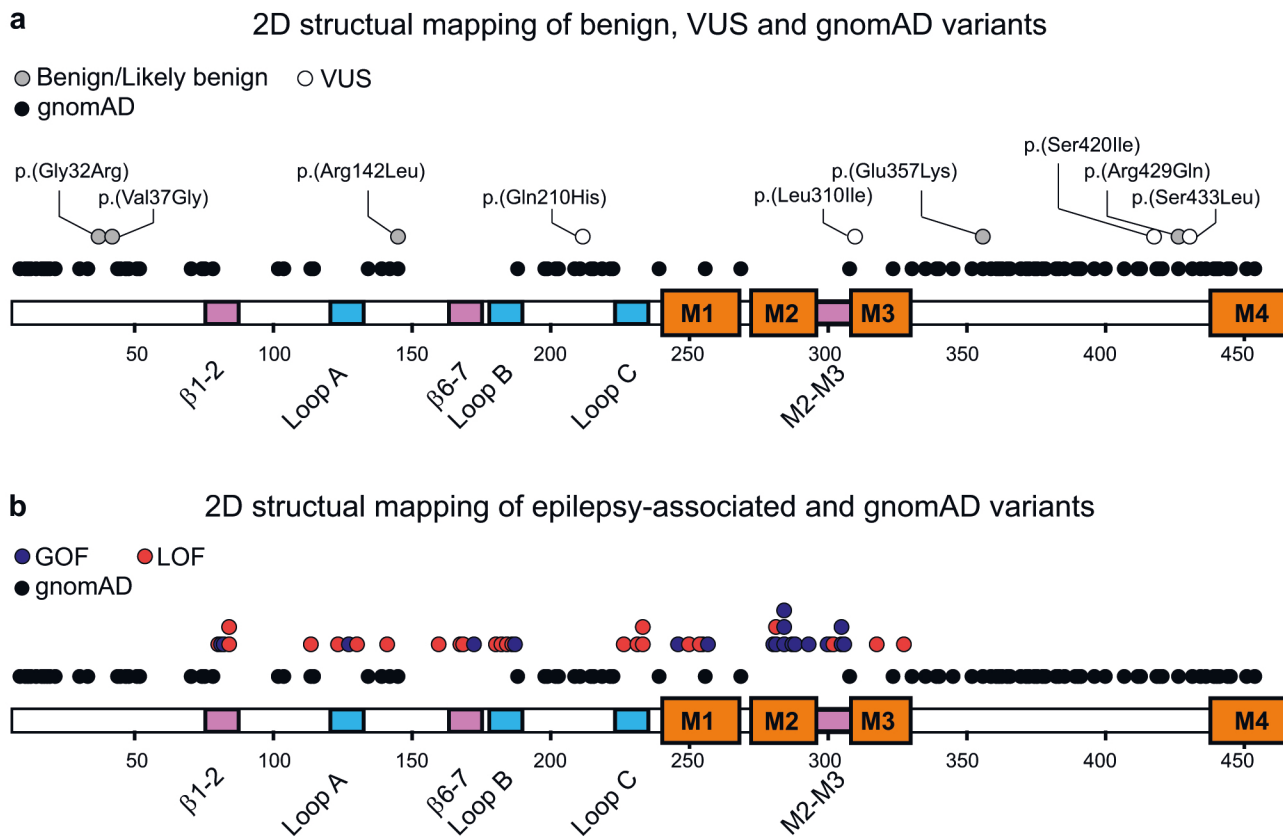 a
2D structual mapping of benign, VUS and gnomAD variants
Benign/Likely benign VUS
gnomAD
p.(Ser420Ile)
p.(Gly32Arg) p.(Arg142Leu) p.(Glu357Lys) p.(Arg429Gln)
p.(Val37Gly) p.(Gln210His) p.(Leu310Ile) p.(Ser433Leu)
M1 M2 M3 M4
50 100 150 200 250 300 350 400 450
β1-2 Loop A β6-7 Loop B Loop C M2-M3
b
2D structual mapping of epilepsy-associated and gnomAD variants
GOF LOF
gnomAD
M1 M2 M3 M4
50 100 150 200 250 300 350 400 450
β1-2 Loop A β6-7 Loop B Loop C M2-M3